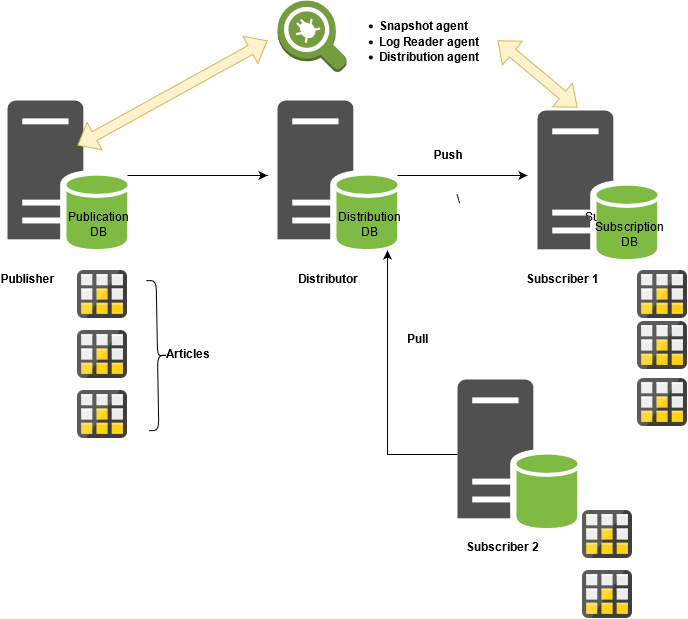 Snapshot agent
Log Reader agent
Distribution agent
Push
\
Publication
DB
Distribution
DB
Su
Subscription
DB
Publisher
Distributor
Subscriber 1
Pull
Articles
Subscriber 2